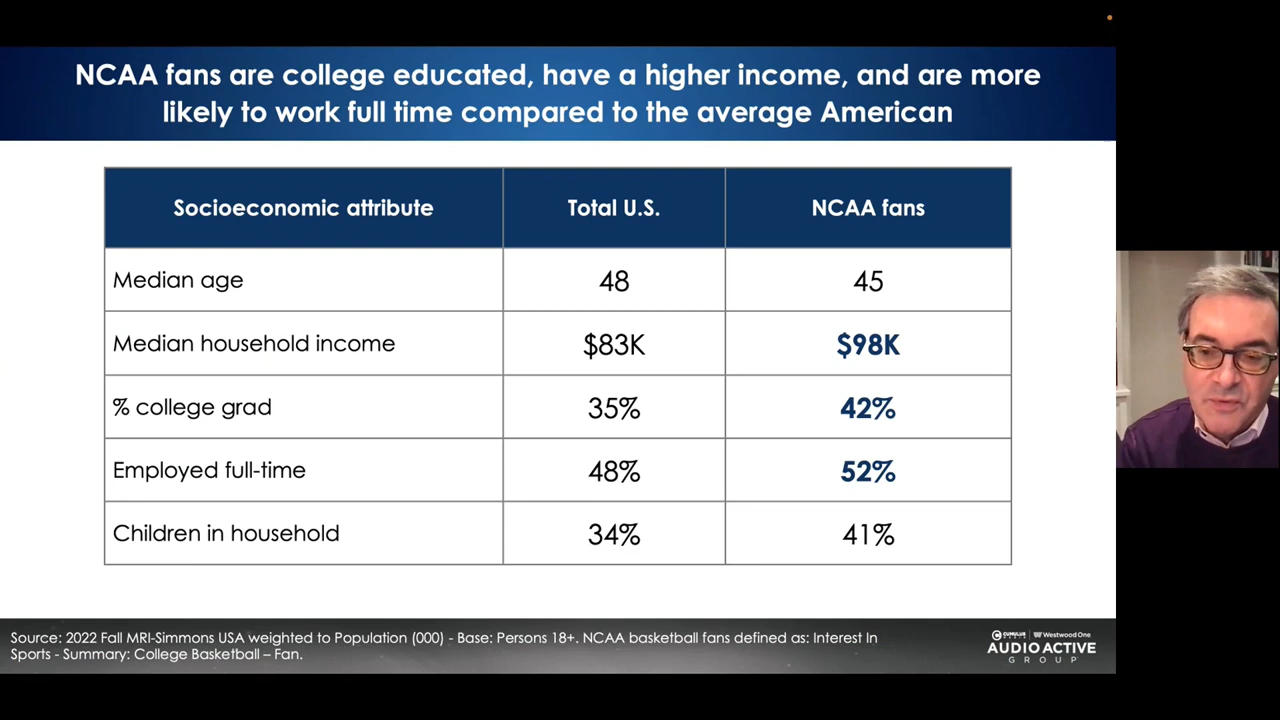 NCAA fans are college educated, have a higher income, and are more
likely to work full time compared to the average American
Socioeconomic attribute Total U.S. NCAA fans
Median age 48 45
Median household income $83K $98K
% college grad 35% 42%
Employed full-time 48% 52%
Children in household 34% 41%
Source: 2022 Fall MRI-Simmons USA weighted to Population (000) - Base: Persons 18+. NCAA basketball fans defined as: Interest In
Sports - Summary: College Basketball – Fan.
CUMULUS MEDIA Westwood One
AUDIO ACTIVE
GROUP